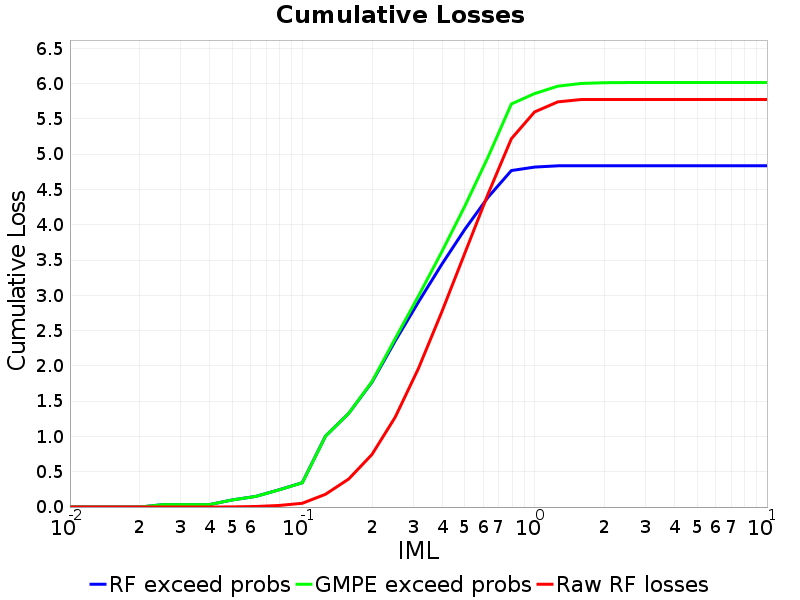 Cumulative Losses
6.5
6.0
5.5
5.0
4.5
4.0
3.5
3.0
2.5
2.0
1.5
1.0
0.5
0.0
Cumulative Loss
10^-2 2 3 4 5 6 7 10^-1 2 3 4 5 6 7 10^0 2 3 4 5 6 7 10^1
IML
RF exceed probs GMPE exceed probs Raw RF losses